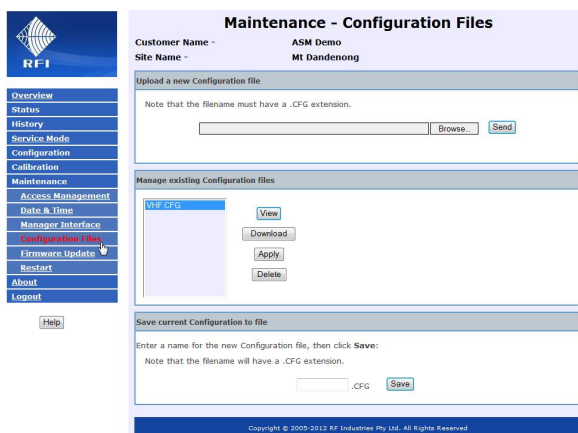 RFI
Overview
Status
History
Service Mode
Configuration
Calibration
Maintenance
Access Management
Date & Time
Manager Interface
Configuration Files
Firmware Update
Restart
About
Logout
Help
Maintenance - Configuration Files
Customer Name - ASM Demo
Site Name - Mt Dandenong
Upload a new Configuration file
Note that the filename must have a .CFG extension.
Browse... Send
Manage existing Configuration files
VHF.CFG
View
Download
Apply
Delete
Save current Configuration to file
Enter a name for the new Configuration file, then click Save:
Note that the filename will have a .CFG extension.
.CFG Save
Copyright © 2005-2012 RF Industries Pty Ltd. All Rights Reserved